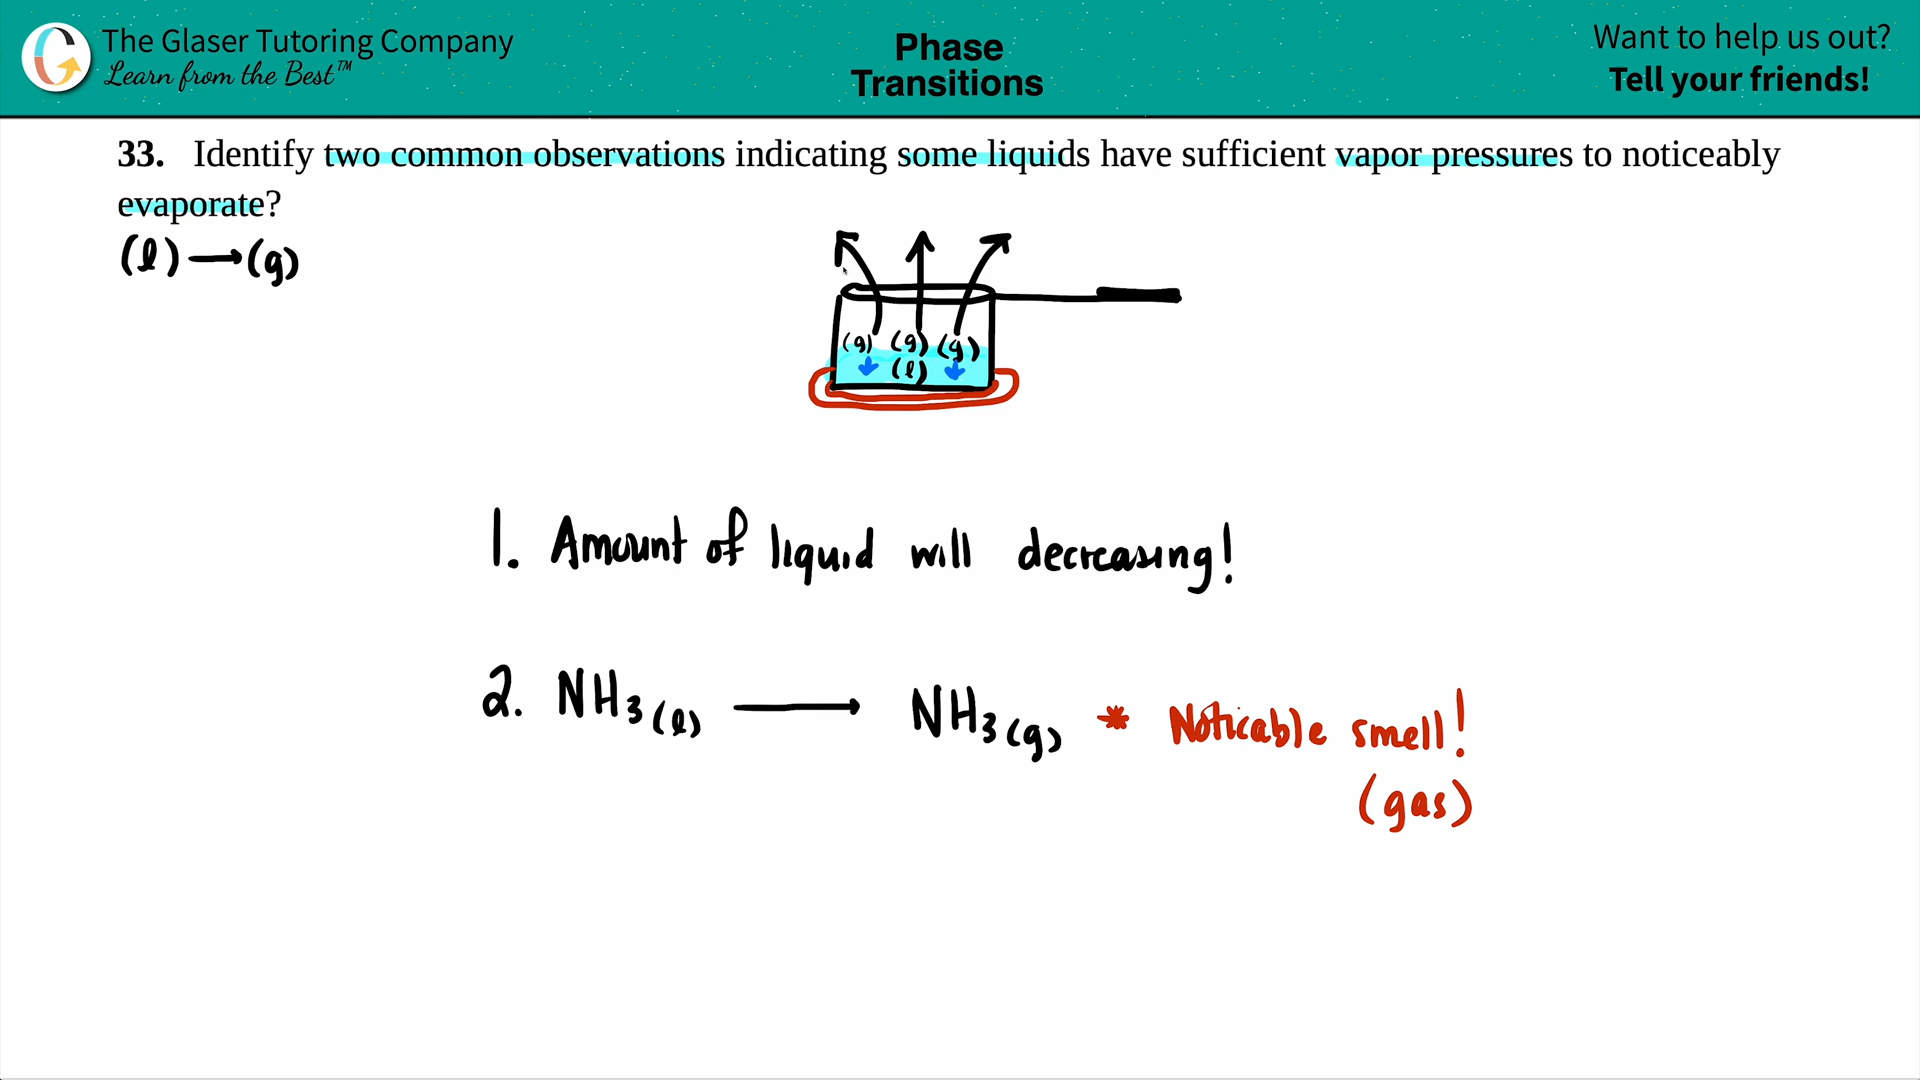 The Glaser Tutoring Company
Learn from the Best™
Phase
Transitions
Want to help us out?
Tell your friends!
33. Identify two common observations indicating some liquids have sufficient vapor pressures to noticeably
evaporate?
(l) → (g)
(g) (g) (g)
(l)
1. Amount of liquid will decreasing!
2. NH3(l) → NH3(g) * Noticable smell!
(gas)